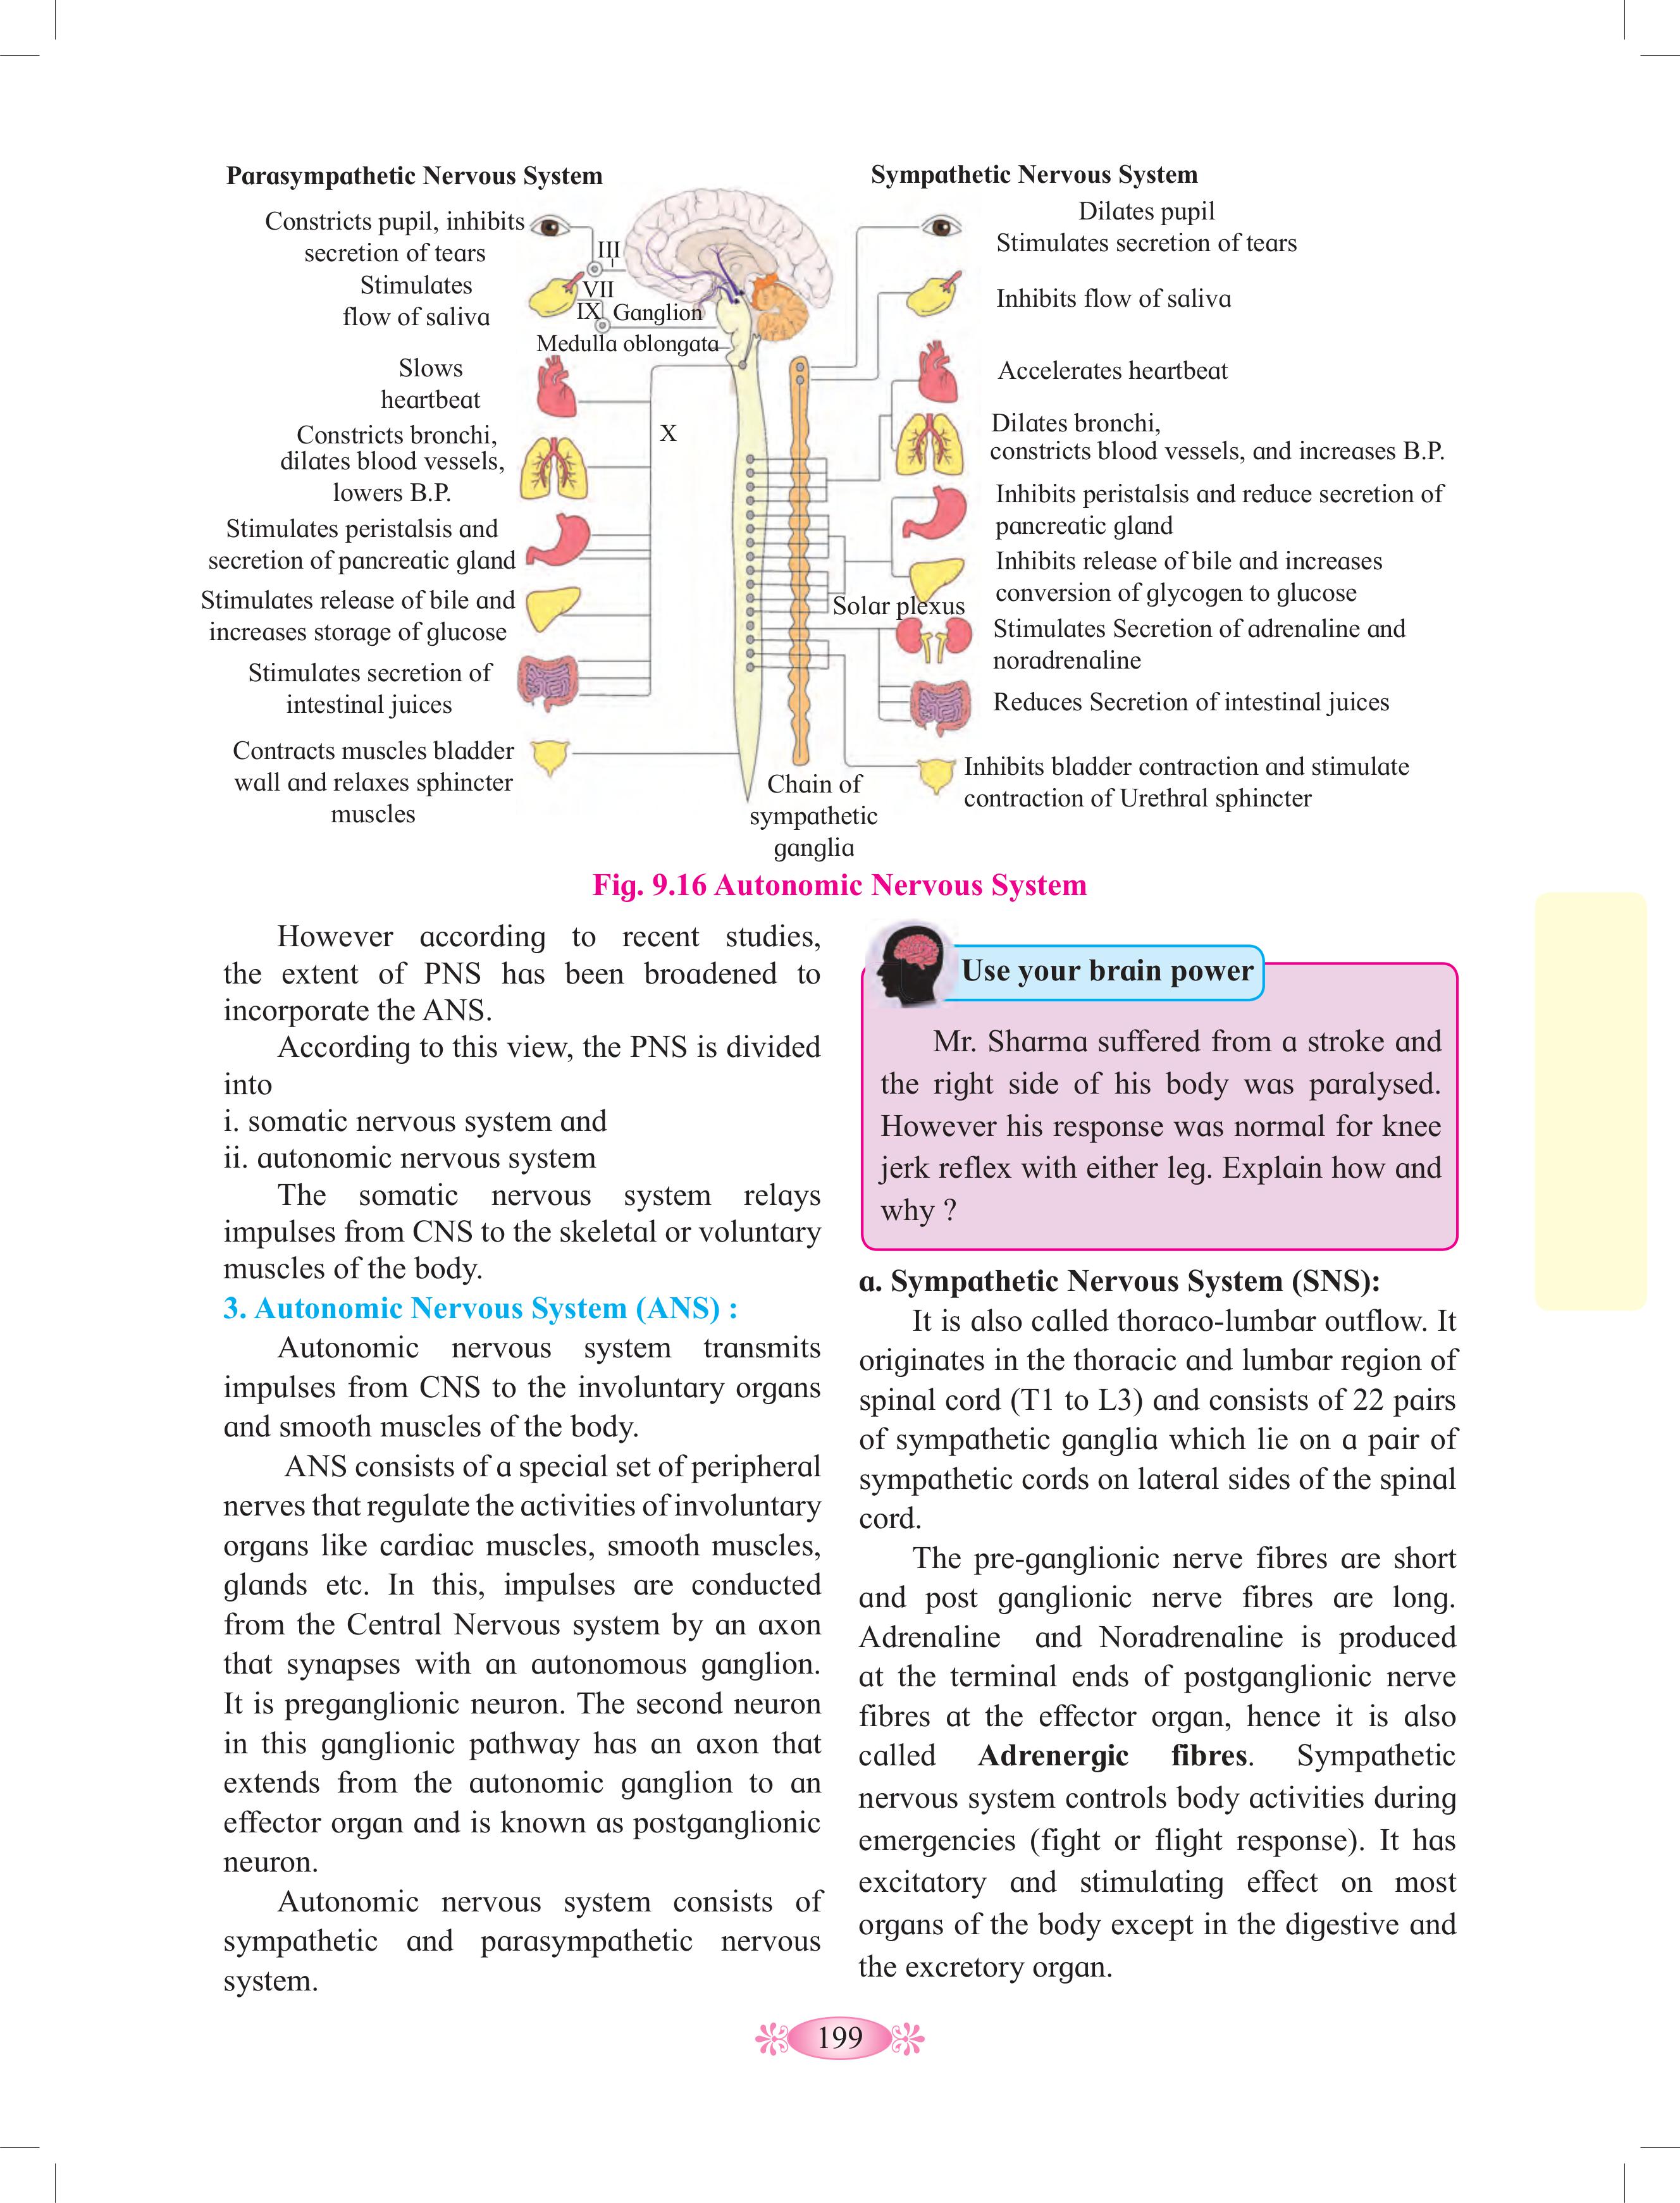 Parasympathetic Nervous System
Constricts pupil, inhibits
secretion of tears
Stimulates
flow of saliva
Slows
heartbeat
Constricts bronchi,
dilates blood vessels,
lowers B.P.
Stimulates peristalsis and
secretion of pancreatic gland
Stimulates release of bile and
increases storage of glucose
Stimulates secretion of
intestinal juices
Contracts muscles bladder
wall and relaxes sphincter
muscles
III
VII
IX
Ganglion
Medulla oblongata
X
Solar plexus
Chain of
sympathetic
ganglia
Sympathetic Nervous System
Dilates pupil
Stimulates secretion of tears
Inhibits flow of saliva
Accelerates heartbeat
Dilates bronchi,
constricts blood vessels, and increases B.P.
Inhibits peristalsis and reduce secretion of
pancreatic gland
Inhibits release of bile and increases
conversion of glycogen to glucose
Stimulates Secretion of adrenaline and
noradrenaline
Reduces Secretion of intestinal juices
Inhibits bladder contraction and stimulate
contraction of Urethral sphincter
Fig. 9.16 Autonomic Nervous System
However according to recent studies,
the extent of PNS has been broadened to
incorporate the ANS.
According to this view, the PNS is divided
into
i. somatic nervous system and
ii. autonomic nervous system
The somatic nervous system relays
impulses from CNS to the skeletal or voluntary
muscles of the body.
3. Autonomic Nervous System (ANS) :
Autonomic nervous system transmits
impulses from CNS to the involuntary organs
and smooth muscles of the body.
ANS consists of a special set of peripheral
nerves that regulate the activities of involuntary
organs like cardiac muscles, smooth muscles,
glands etc. In this, impulses are conducted
from the Central Nervous system by an axon
that synapses with an autonomous ganglion.
It is preganglionic neuron. The second neuron
in this ganglionic pathway has an axon that
extends from the autonomic ganglion to an
effector organ and is known as postganglionic
neuron.
Autonomic nervous system consists of
sympathetic and parasympathetic nervous
system.
Use your brain power
Mr. Sharma suffered from a stroke and
the right side of his body was paralysed.
However his response was normal for knee
jerk reflex with either leg. Explain how and
why ?
a. Sympathetic Nervous System (SNS):
It is also called thoraco-lumbar outflow. It
originates in the thoracic and lumbar region of
spinal cord (T1 to L3) and consists of 22 pairs
of sympathetic ganglia which lie on a pair of
sympathetic cords on lateral sides of the spinal
cord.
The pre-ganglionic nerve fibres are short
and post ganglionic nerve fibres are long.
Adrenaline and Noradrenaline is produced
at the terminal ends of postganglionic nerve
fibres at the effector organ, hence it is also
called Adrenergic fibres. Sympathetic
nervous system controls body activities during
emergencies (fight or flight response). It has
excitatory and stimulating effect on most
organs of the body except in the digestive and
the excretory organ.
199